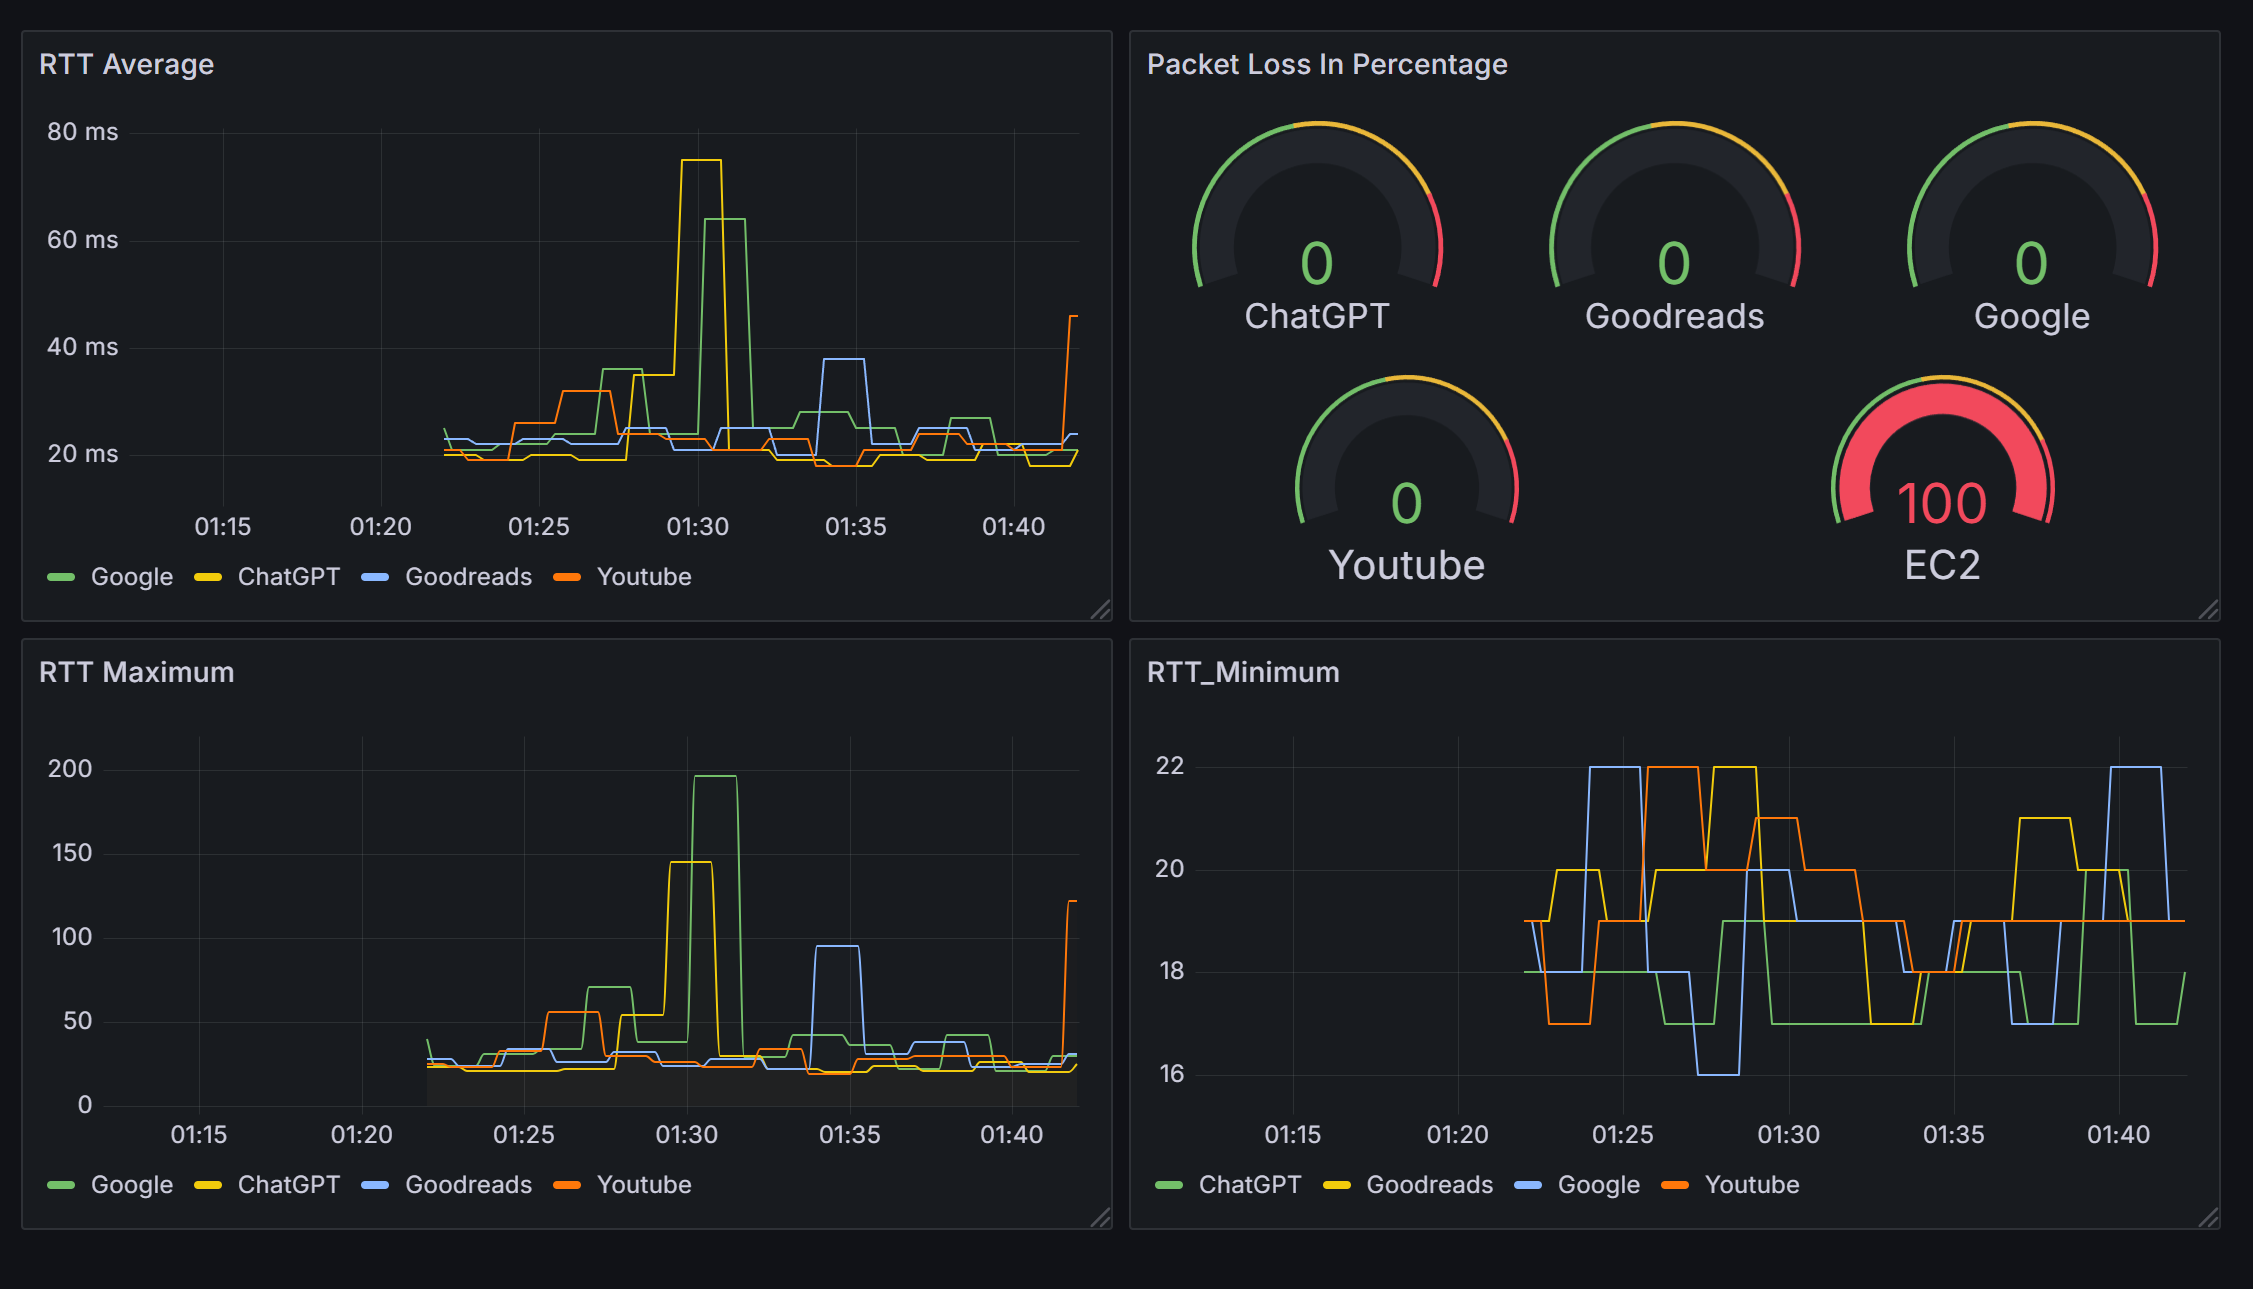 RTT Average
80 ms
60 ms
40 ms
20 ms
01:15 01:20 01:25 01:30 01:35 01:40
Google ChatGPT Goodreads Youtube
Packet Loss In Percentage
0 0 0
ChatGPT Goodreads Google
0 100
Youtube EC2
RTT Maximum
200
150
100
50
0
01:15 01:20 01:25 01:30 01:35 01:40
Google ChatGPT Goodreads Youtube
RTT_Minimum
22
20
18
16
01:15 01:20 01:25 01:30 01:35 01:40
ChatGPT Goodreads Google Youtube